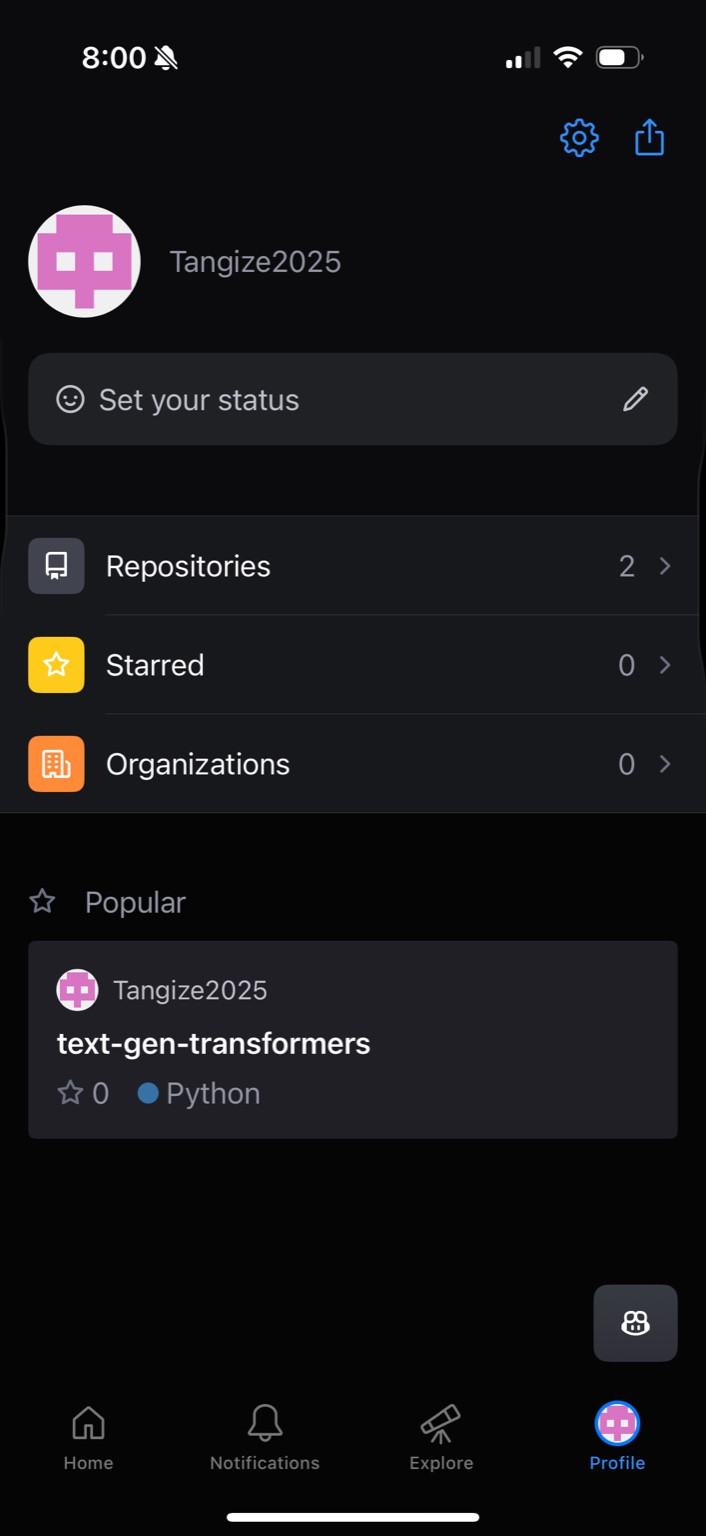 8:00
Tangize2025
Set your status
Repositories 2
Starred 0
Organizations 0
Popular
Tangize2025
text-gen-transformers
0 Python
Home Notifications Explore Profile